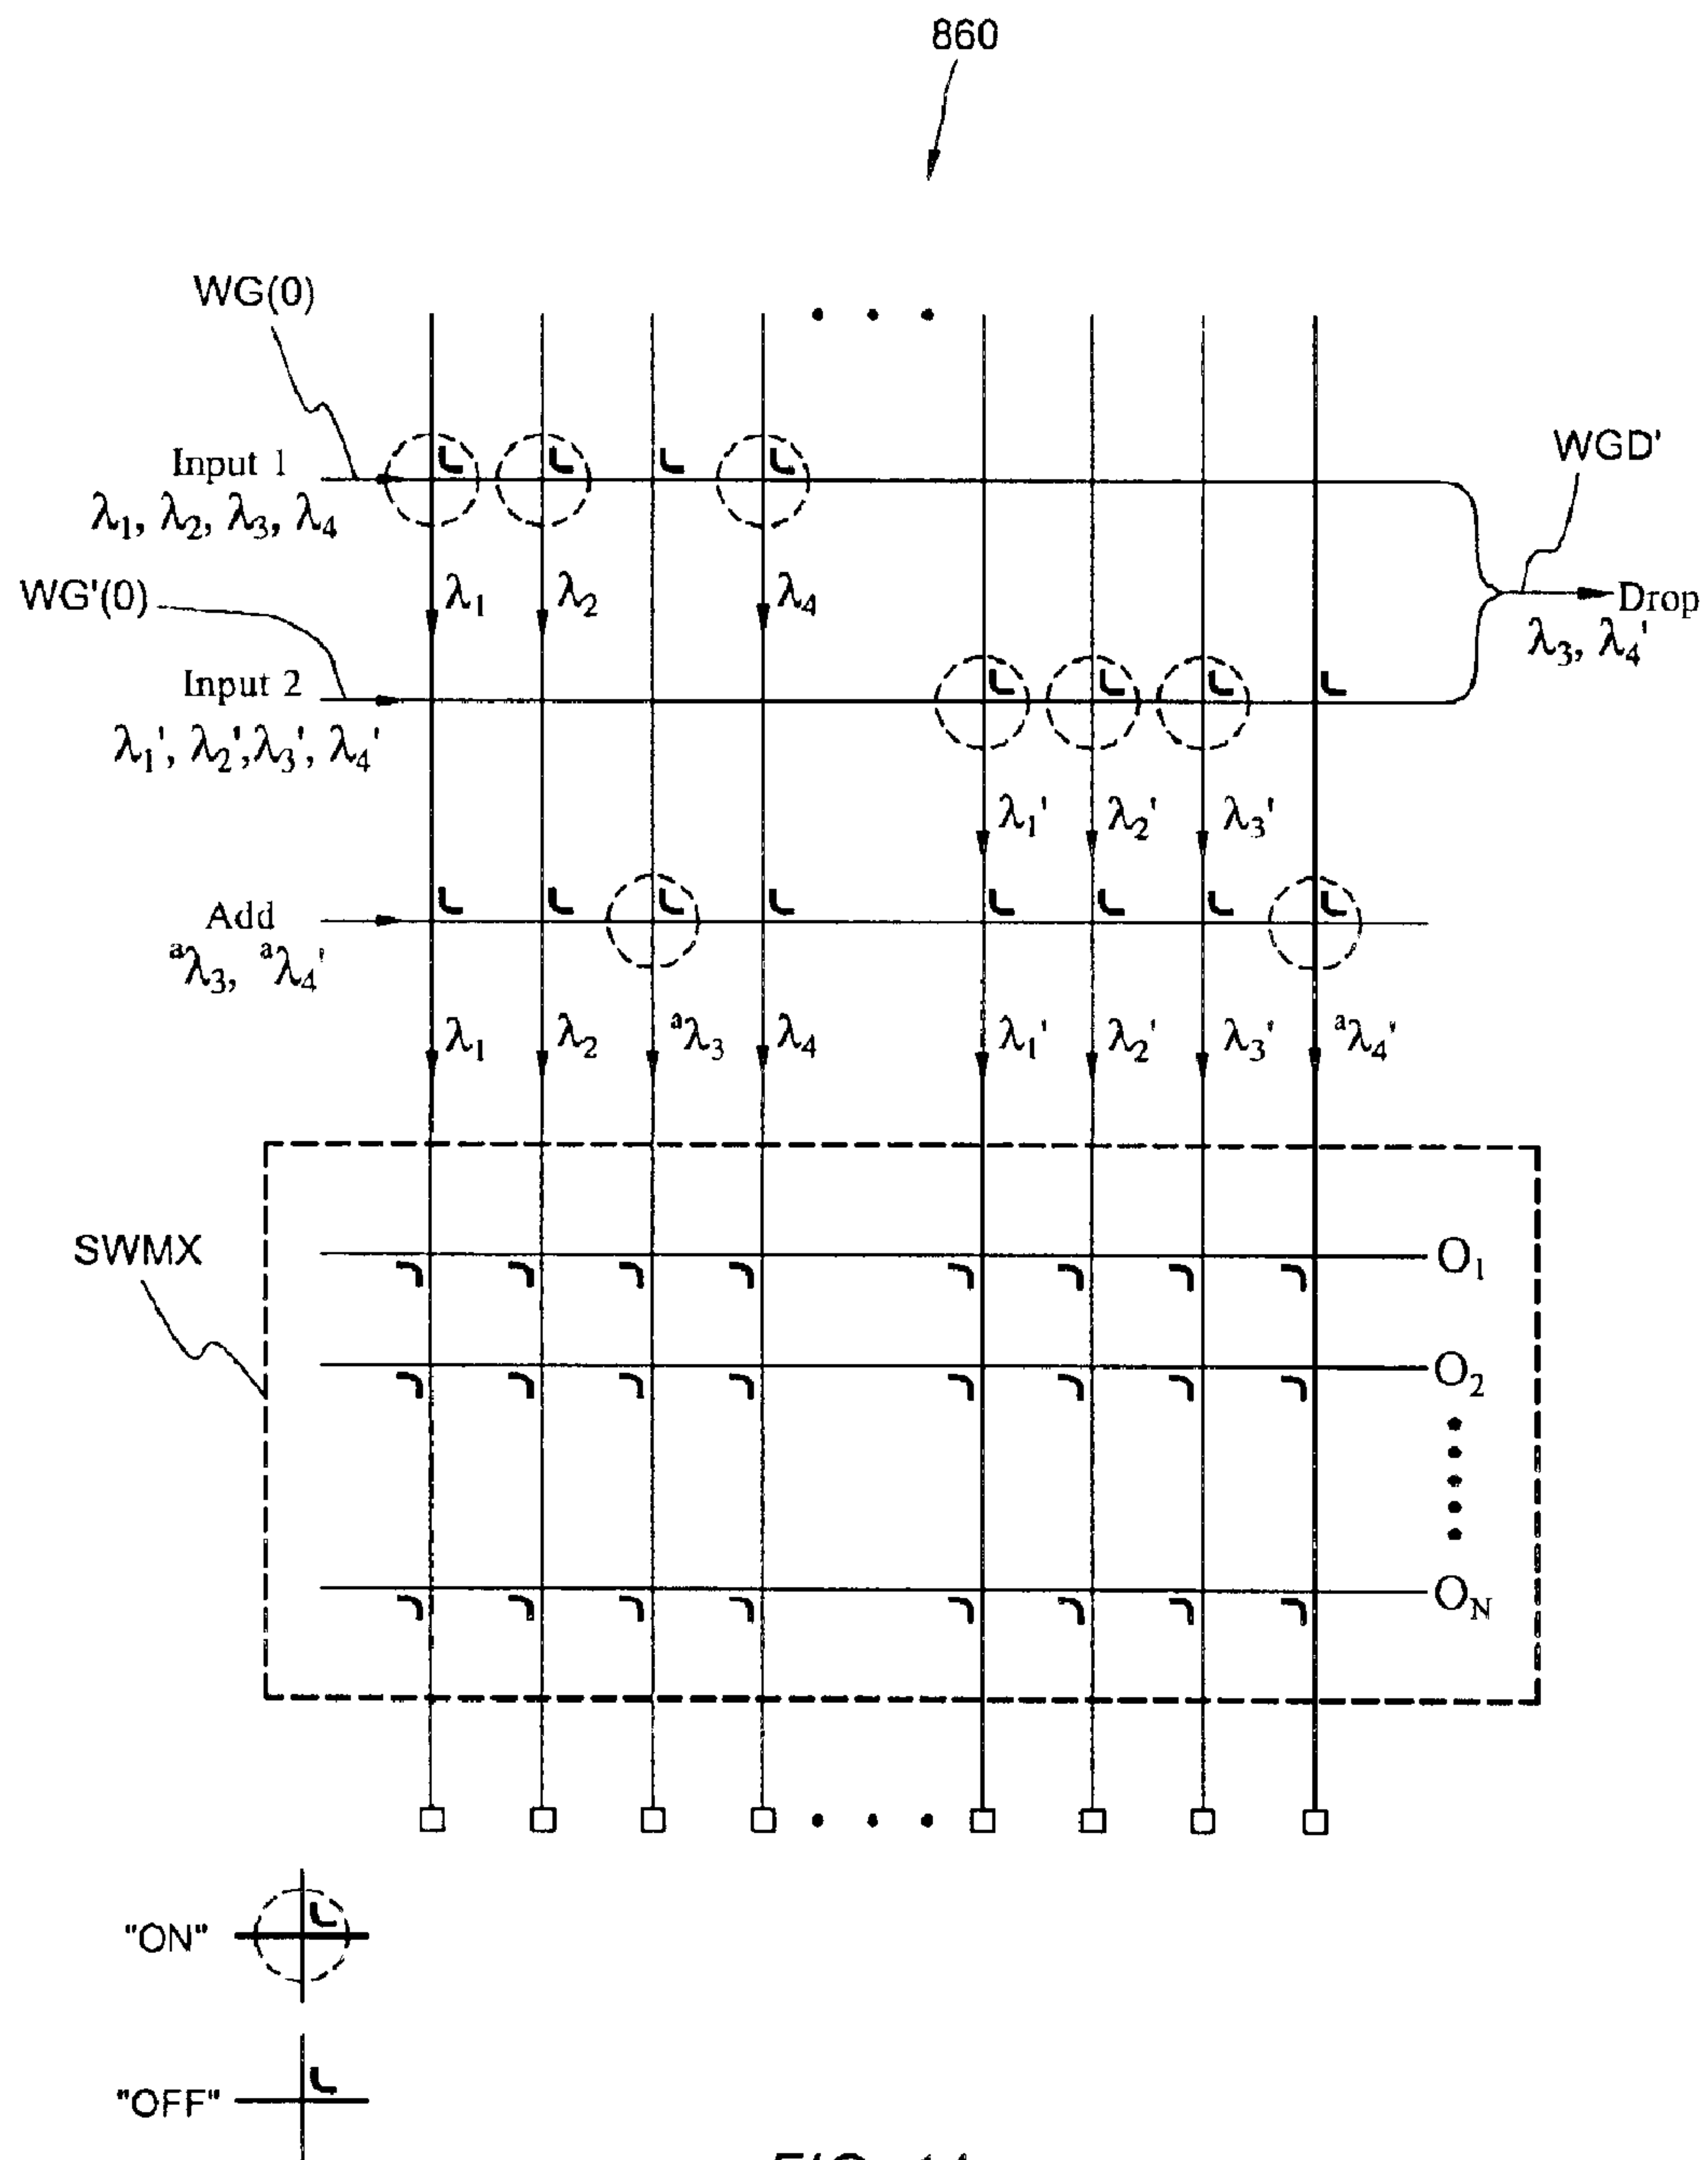 860
WG(0)
Input 1
λ1, λ2, λ3, λ4
WGD'
WG'(0)
λ1 λ2 λ4
Drop
λ3, λ4'
Input 2
λ1', λ2', λ3', λ4'
λ1' λ2' λ3'
Add
aλ3, aλ4'
λ1 λ2 aλ3 λ4 λ1' λ2' λ3' aλ4'
SWMX
O1
O2
ON
"ON"
"OFF"